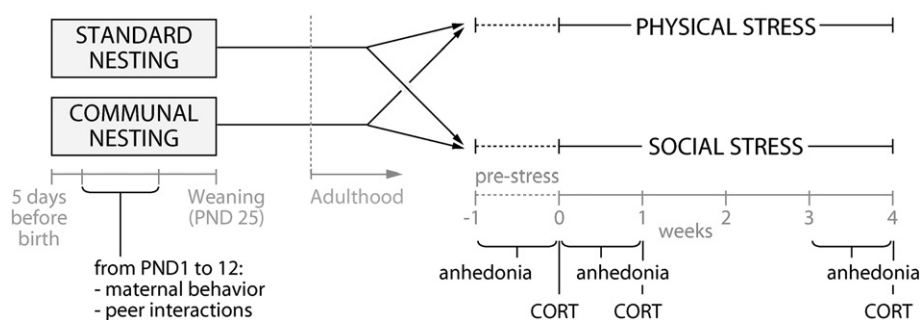 STANDARD
NESTING
PHYSICAL STRESS
COMMUNAL
NESTING
SOCIAL STRESS
5 days
before
birth
Weaning
(PND 25)
Adulthood
pre-stress
-1 0 1 2 3 4
weeks
from PND1 to 12:
- maternal behavior
- peer interactions
anhedonia anhedonia anhedonia
CORT CORT CORT